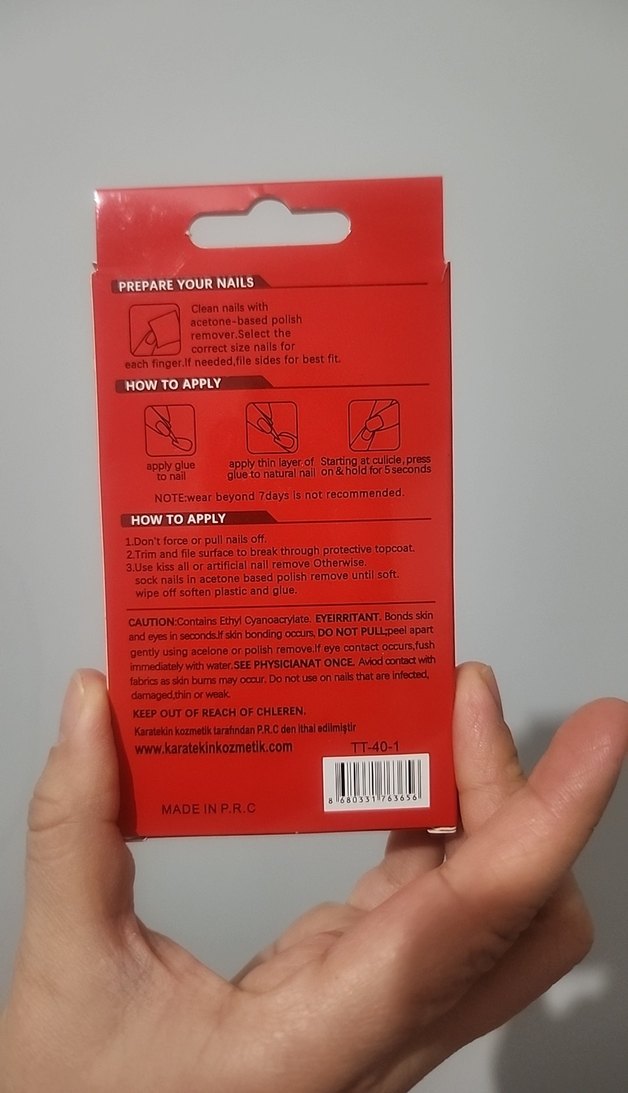 PREPARE YOUR NAILS
Clean nails with
acetone-based polish
remover.Select the
correct size nails for
each finger.If needed,file sides for best fit.
HOW TO APPLY
apply glue
to nail
apply thin layer of
glue to natural nail
Starting at culicle,press
on & hold for 5 seconds
NOTE:wear beyond 7days is not recommended.
HOW TO APPLY
1.Don't force or pull nails off.
2.Trim and file surface to break through protective topcoat.
3.Use kiss all or artificial nail remove Otherwise.
sock nails in acetone based polish remove until soft.
wipe off soften plastic and glue.
CAUTION:Contains Ethyl Cyanoacrylate. EYEIRRITANT. Bonds skin
and eyes in seconds.If skin bonding occurs, DO NOT PULL;peel apart
gently using acelone or polish remove.If eye contact occurs,fush
immediately with water.SEE PHYSICIANAT ONCE. Aviod contact with
fabrics as skin burns may occur. Do not use on nails that are infected,
damaged,thin or weak.
KEEP OUT OF REACH OF CHLEREN.
Karatekin kozmetik tarafından P.R.C den ithal edilmiştir
www.karatekinkozmetik.com
TT-40-1
8 680331 763656
MADE IN P.R.C